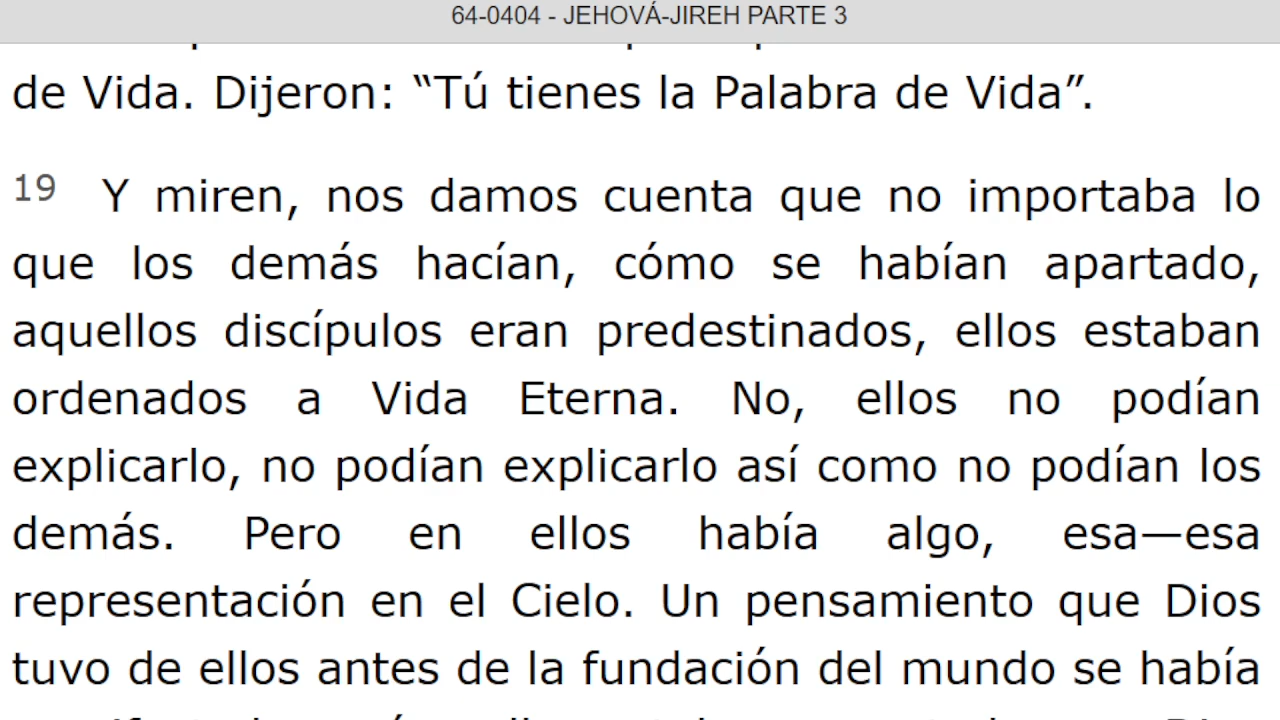 64-0404 - JEHOVÁ-JIREH PARTE 3
de Vida. Dijeron: “Tú tienes la Palabra de Vida”.
19 Y miren, nos damos cuenta que no importaba lo
que los demás hacían, cómo se habían apartado,
aquellos discípulos eran predestinados, ellos estaban
ordenados a Vida Eterna. No, ellos no podían
explicarlo, no podían explicarlo así como no podían los
demás. Pero en ellos había algo, esa—esa
representación en el Cielo. Un pensamiento que Dios
tuvo de ellos antes de la fundación del mundo se había